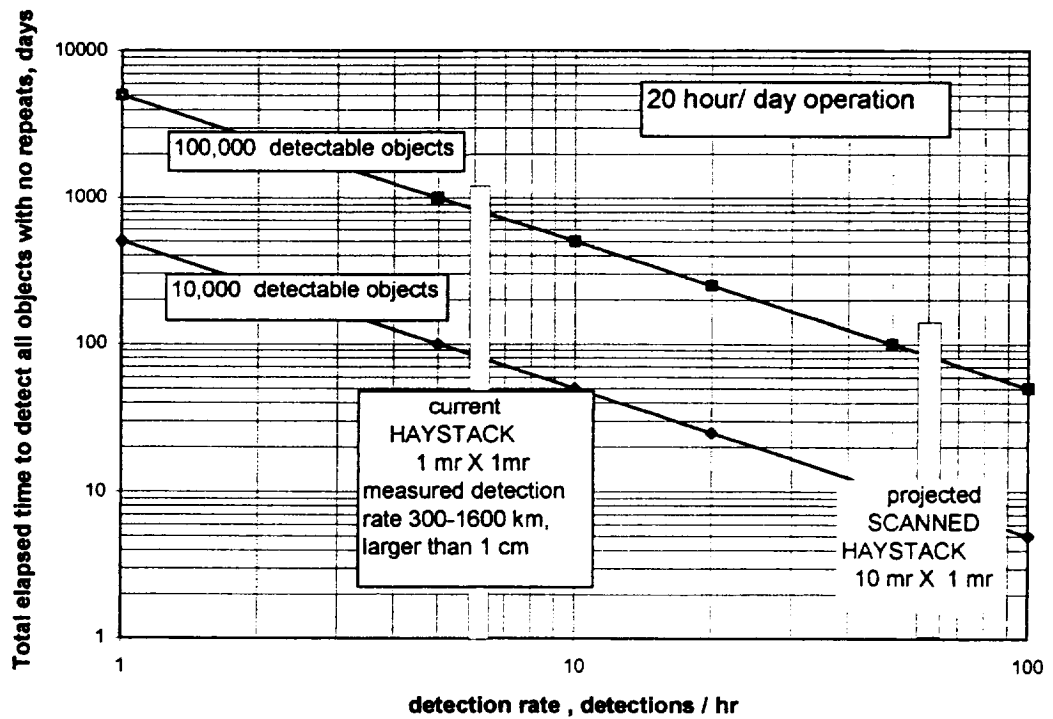 Total elapsed time to detect all objects with no repeats, days
10000
1000
100
10
1
20 hour/ day operation
100,000 detectable objects
10,000 detectable objects
current
HAYSTACK
1 mr X 1mr
measured detection
rate 300-1600 km,
larger than 1 cm
projected
SCANNED
HAYSTACK
10 mr X 1 mr
1
10
100
detection rate , detections / hr